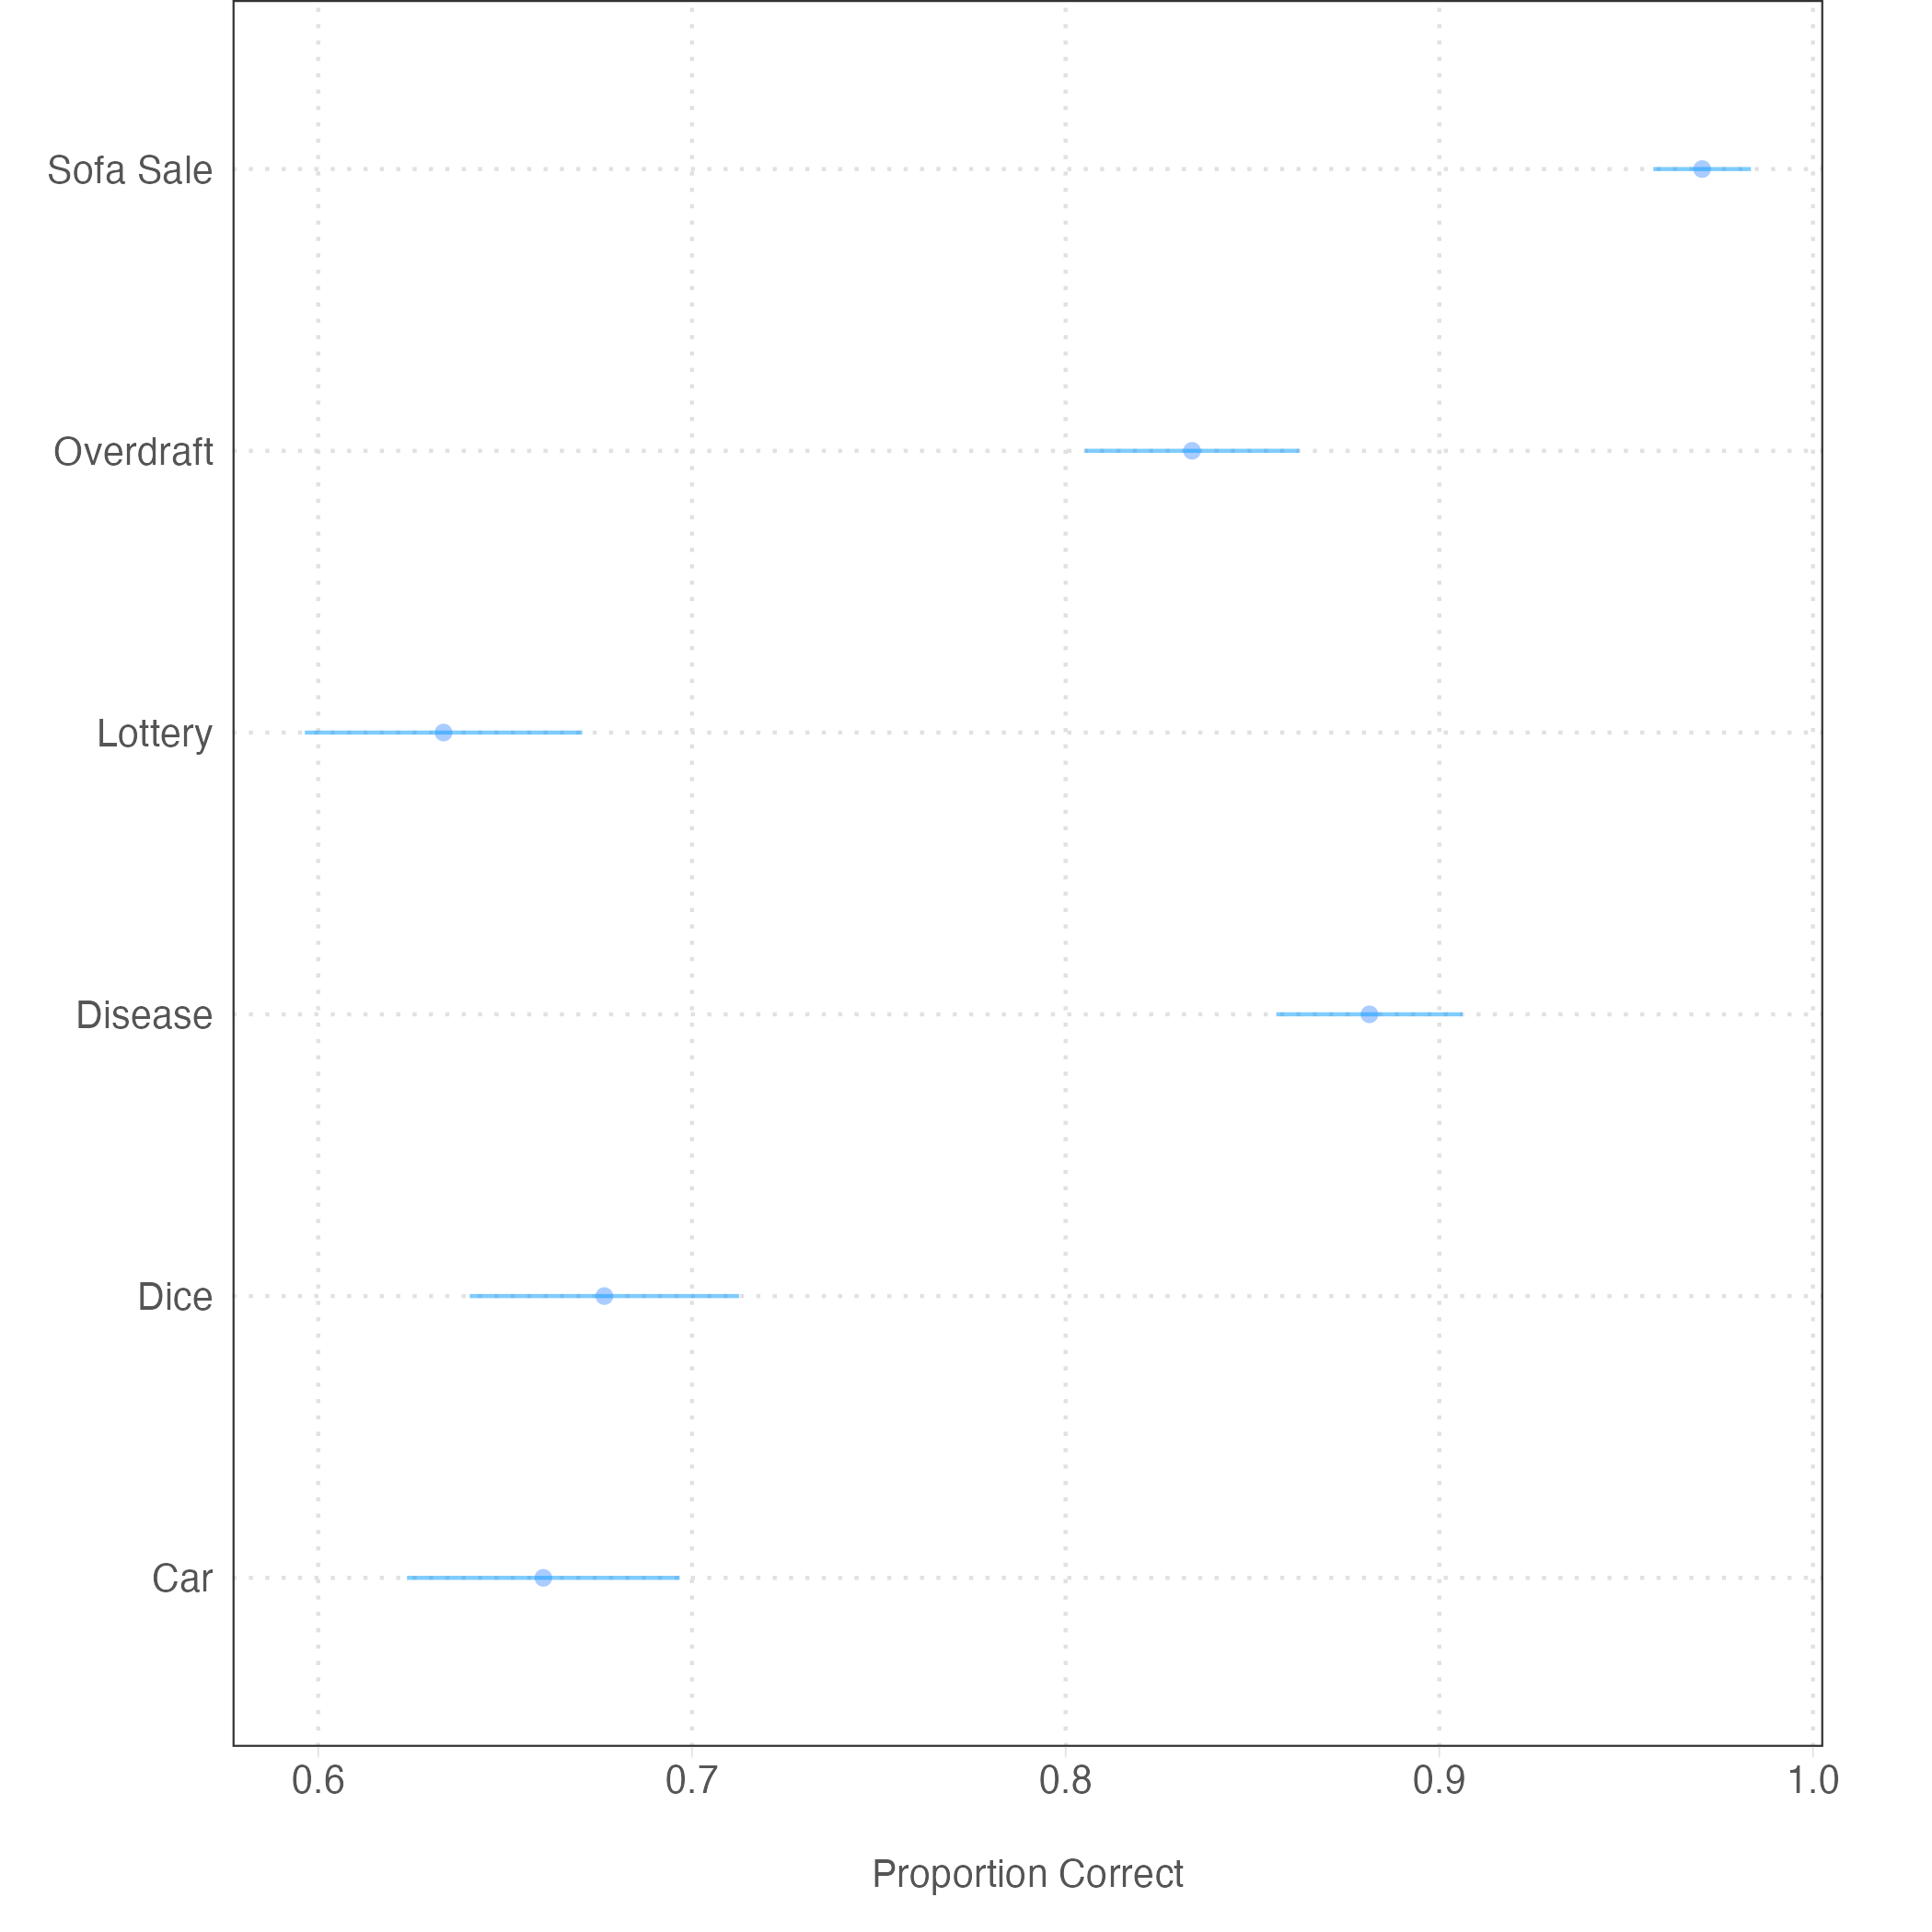 Sofa Sale
Overdraft
Lottery
Disease
Dice
Car
0.6 0.7 0.8 0.9 1.0
Proportion Correct